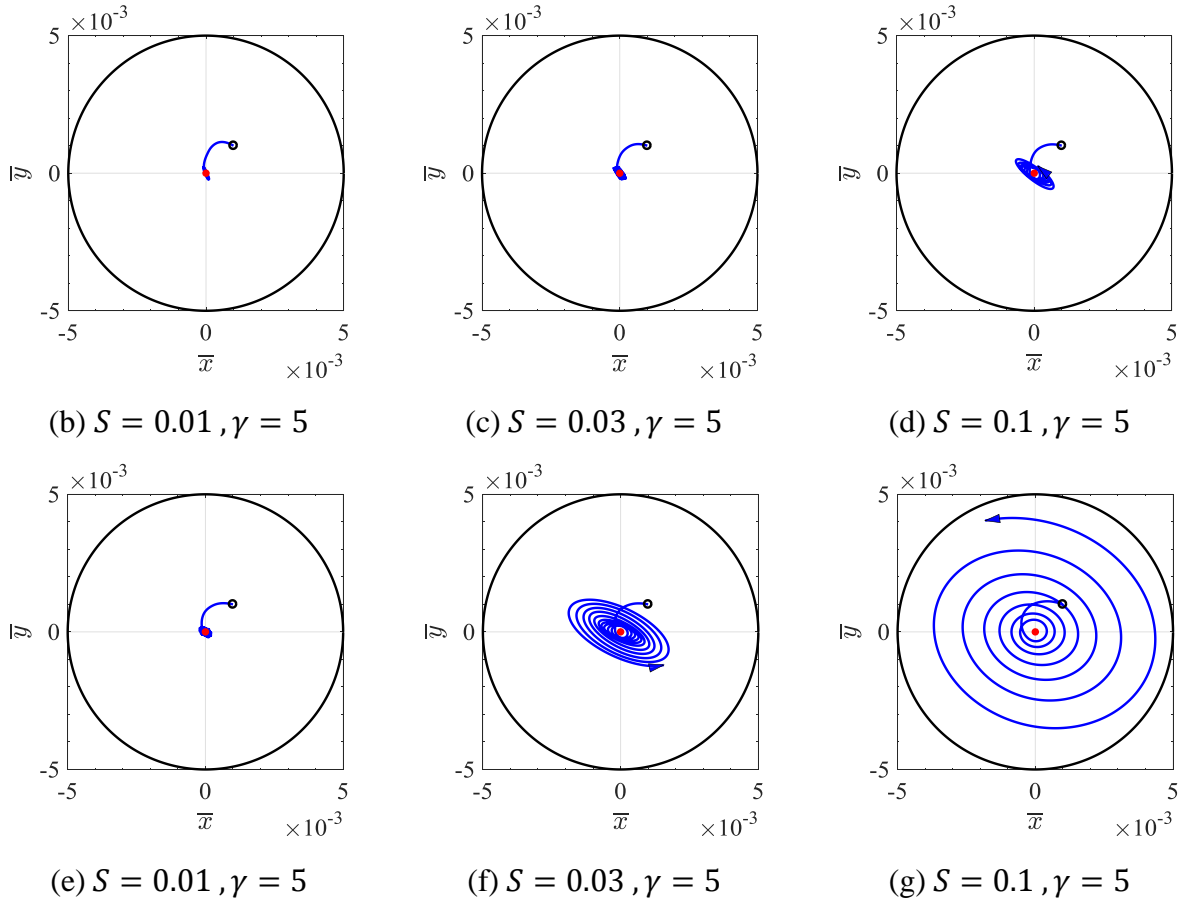 ×10⁻³ ×10⁻³ ×10⁻³
5 5 5
y̅ 0 y̅ 0 y̅ 0
-5 -5 -5
-5 0 5 -5 0 5 -5 0 5
x̅ ×10⁻³ x̅ ×10⁻³ x̅ ×10⁻³
(b) S = 0.01 , γ = 5 (c) S = 0.03 , γ = 5 (d) S = 0.1 , γ = 5
×10⁻³ ×10⁻³ ×10⁻³
5 5 5
y̅ 0 y̅ 0 y̅ 0
-5 -5 -5
-5 0 5 -5 0 5 -5 0 5
x̅ ×10⁻³ x̅ ×10⁻³ x̅ ×10⁻³
(e) S = 0.01 , γ = 5 (f) S = 0.03 , γ = 5 (g) S = 0.1 , γ = 5